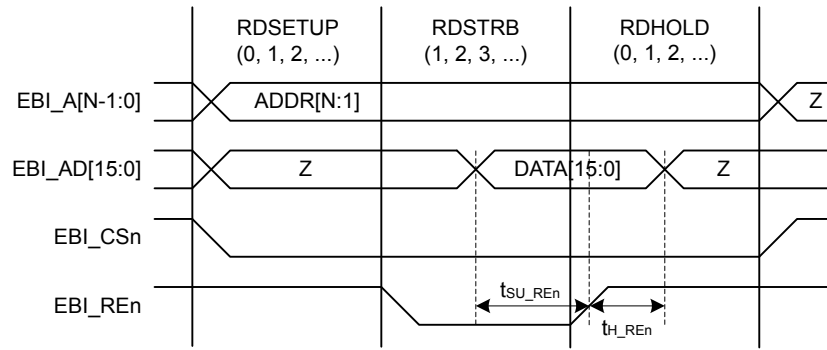 RDSETUP
(0, 1, 2, ...)
RDSTRB
(1, 2, 3, ...)
RDHOLD
(0, 1, 2, ...)
EBI_A[N-1:0]
ADDR[N:1]
Z
EBI_AD[15:0]
Z
DATA[15:0]
Z
EBI_CSn
EBI_REn
tSU_REn
tH_REn